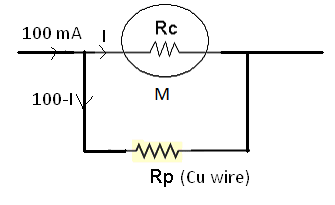 100 mA
I
Rc
100-I
M
Rp (Cu wire)